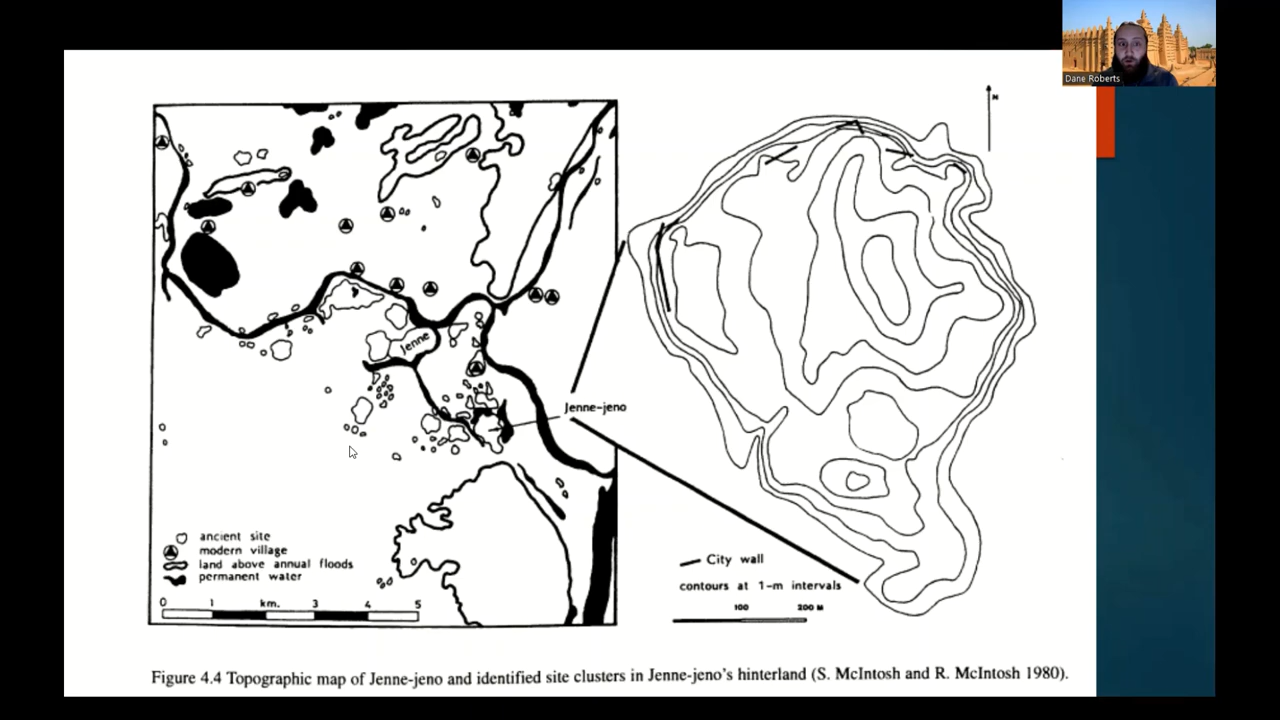 Dane Roberts
N
Jenne
Jenne-jeno
ancient site
modern village
land above annual floods
permanent water
0 1 km. 3 4 5
City wall
contours at 1-m intervals
100 200 M
Figure 4.4 Topographic map of Jenne-jeno and identified site clusters in Jenne-jeno's hinterland (S. McIntosh and R. McIntosh 1980).